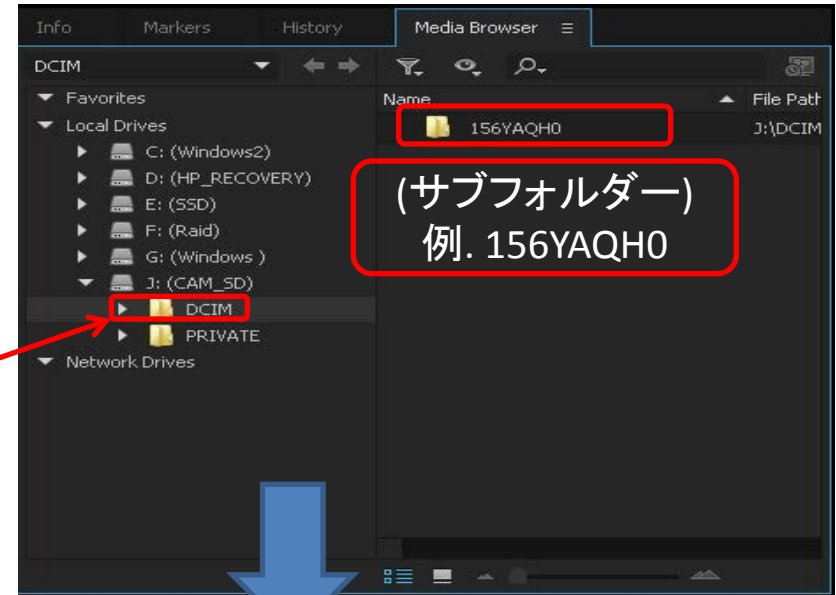 Info Markers History Media Browser
DCIM
Favorites
Local Drives
C: (Windows2)
D: (HP_RECOVERY)
E: (SSD)
F: (Raid)
G: (Windows )
J: (CAM_SD)
DCIM
PRIVATE
Network Drives
Name File Path
156YAQH0 J:\DCIM
(サブフォルダー)
例. 156YAQH0